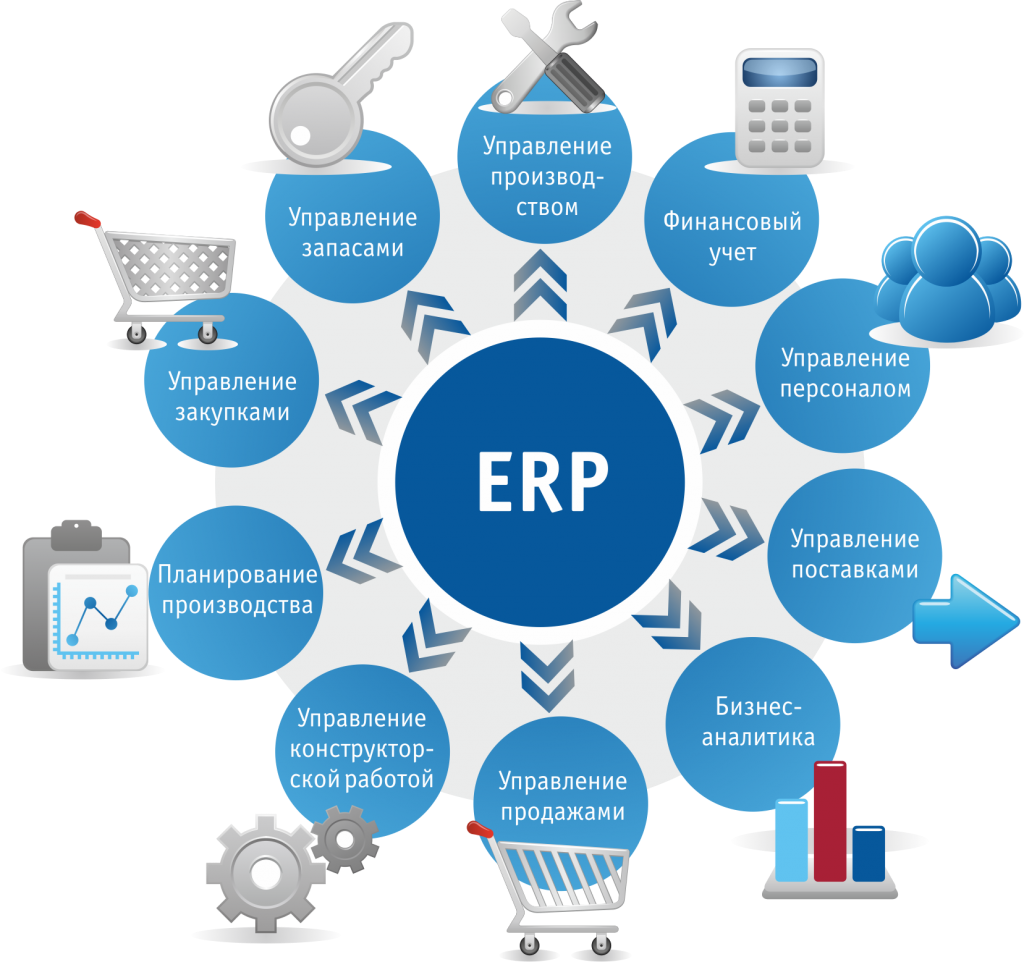 Управление
производ-
ством
Финансовый
учет
Управление
персоналом
Управление
поставками
Бизнес-
аналитика
Управление
продажами
Управление
конструктор-
ской работой
Планирование
производства
Управление
закупками
Управление
запасами
ERP